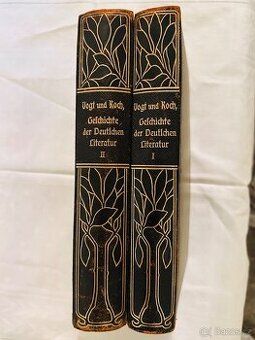 Vogt und Koch,
Geschichte
der Deutschen
Literatur
II
Vogt und Koch,
Geschichte
der Deutschen
Literatur
I